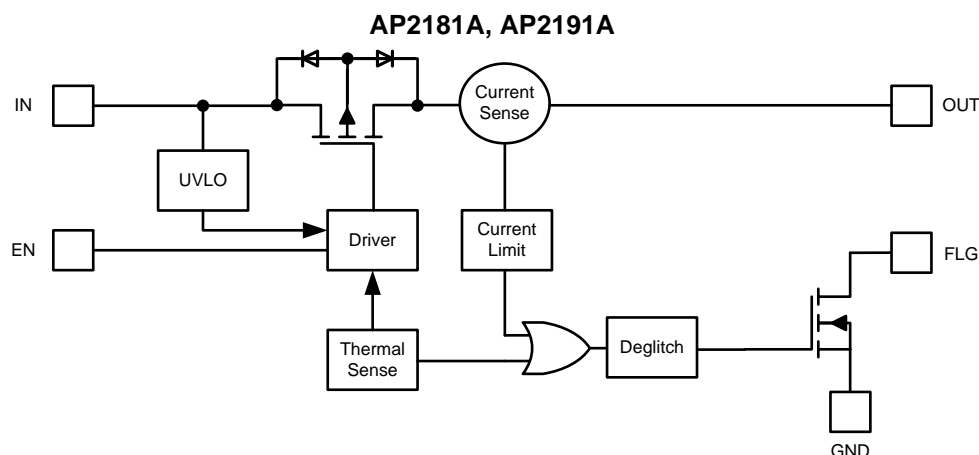 AP2181A, AP2191A
IN
Current
Sense
OUT
UVLO
EN
Driver
Current
Limit
FLG
Thermal
Sense
Deglitch
GND